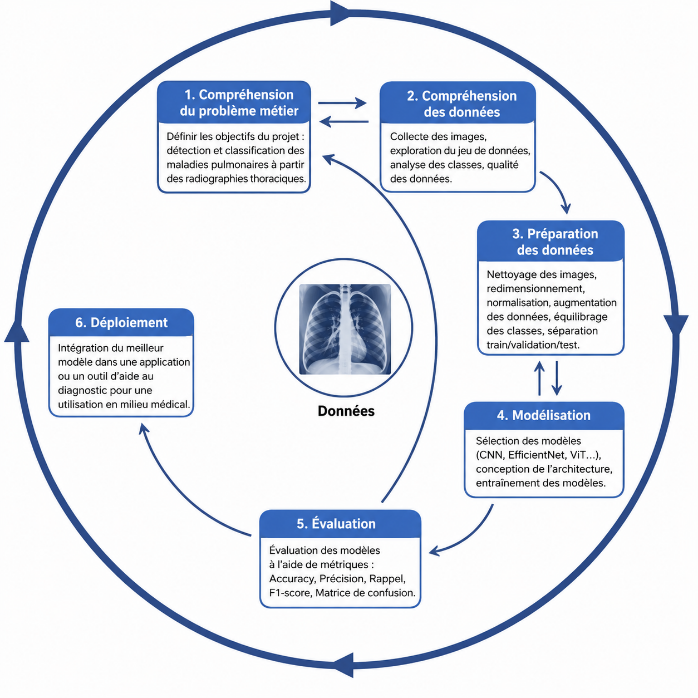 1. Compréhension
du problème métier
Définir les objectifs du projet :
détection et classification des
maladies pulmonaires à partir
des radiographies thoraciques.
2. Compréhension
des données
Collecte des images,
exploration du jeu de données,
analyse des classes, qualité
des données.
3. Préparation
des données
Nettoyage des images,
redimensionnement,
normalisation, augmentation
des données, équilibrage
des classes, séparation
train/validation/test.
4. Modélisation
Sélection des modèles
(CNN, EfficientNet, ViT...),
conception de l'architecture,
entraînement des modèles.
5. Évaluation
Évaluation des modèles
à l'aide de métriques :
Accuracy, Précision, Rappel,
F1-score, Matrice de confusion.
6. Déploiement
Intégration du meilleur
modèle dans une application
ou un outil d'aide au
diagnostic pour une
utilisation en milieu médical.
Données